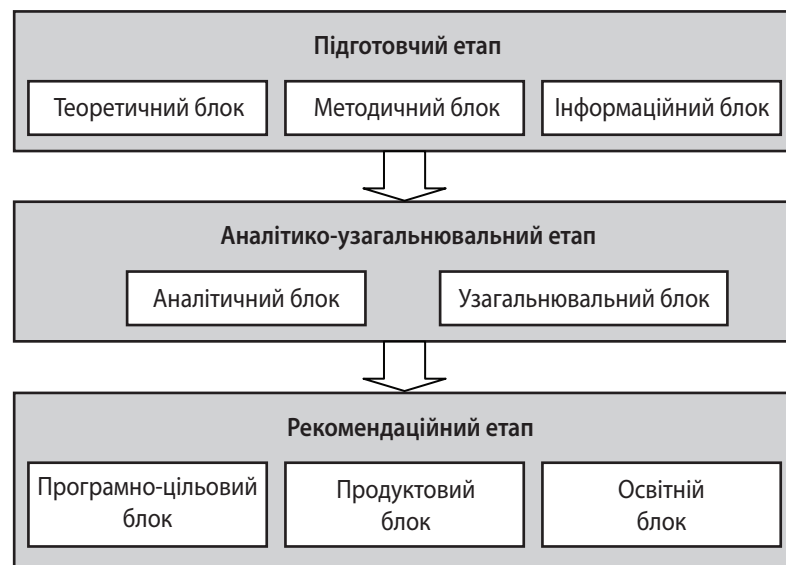 Підготовчий етап
Теоретичний блок
Методичний блок
Інформаційний блок
Аналітико-узагальнювальний етап
Аналітичний блок
Узагальнювальний блок
Рекомендаційний етап
Програмно-цільовий
блок
Продуктовий
блок
Освітній
блок